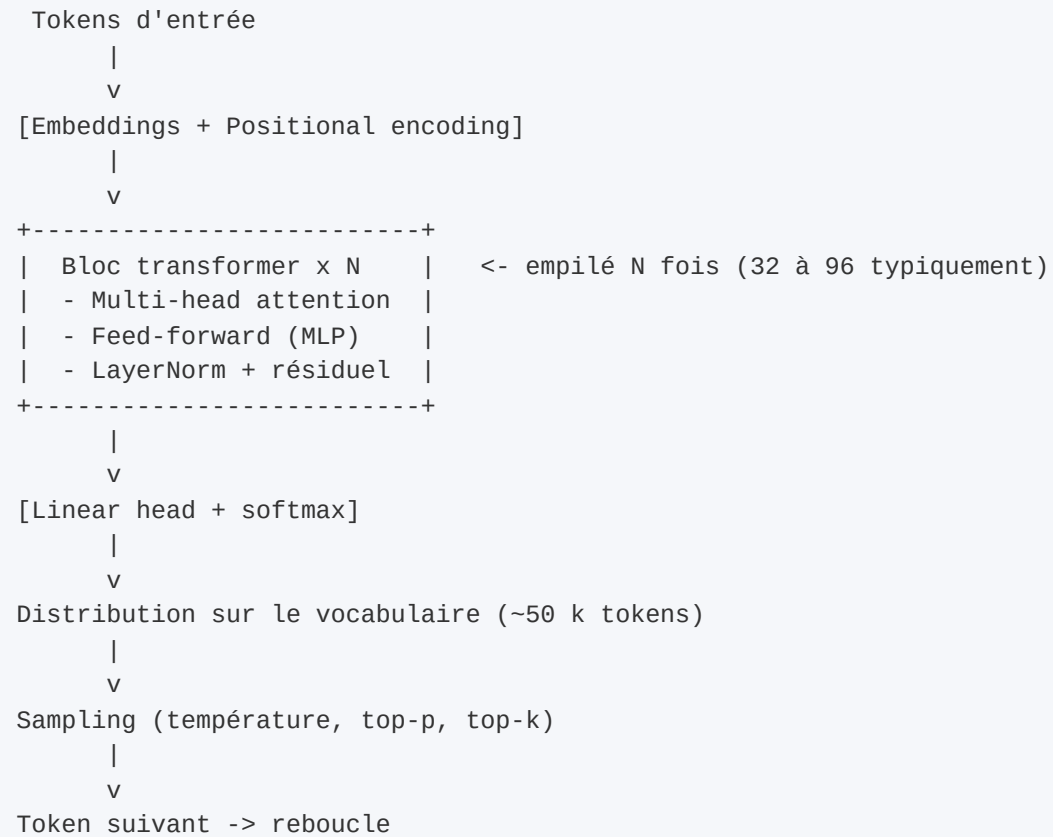 Tokens d'entrée
|
v
[Embeddings + Positional encoding]
|
v
+--------------------------+
|  Bloc transformer x N    |   <- empilé N fois (32 à 96 typiquement)
|  - Multi-head attention  |
|  - Feed-forward (MLP)    |
|  - LayerNorm + résiduel  |
+--------------------------+
|
v
[Linear head + softmax]
|
v
Distribution sur le vocabulaire (~50 k tokens)
|
v
Sampling (température, top-p, top-k)
|
v
Token suivant -> reboucle